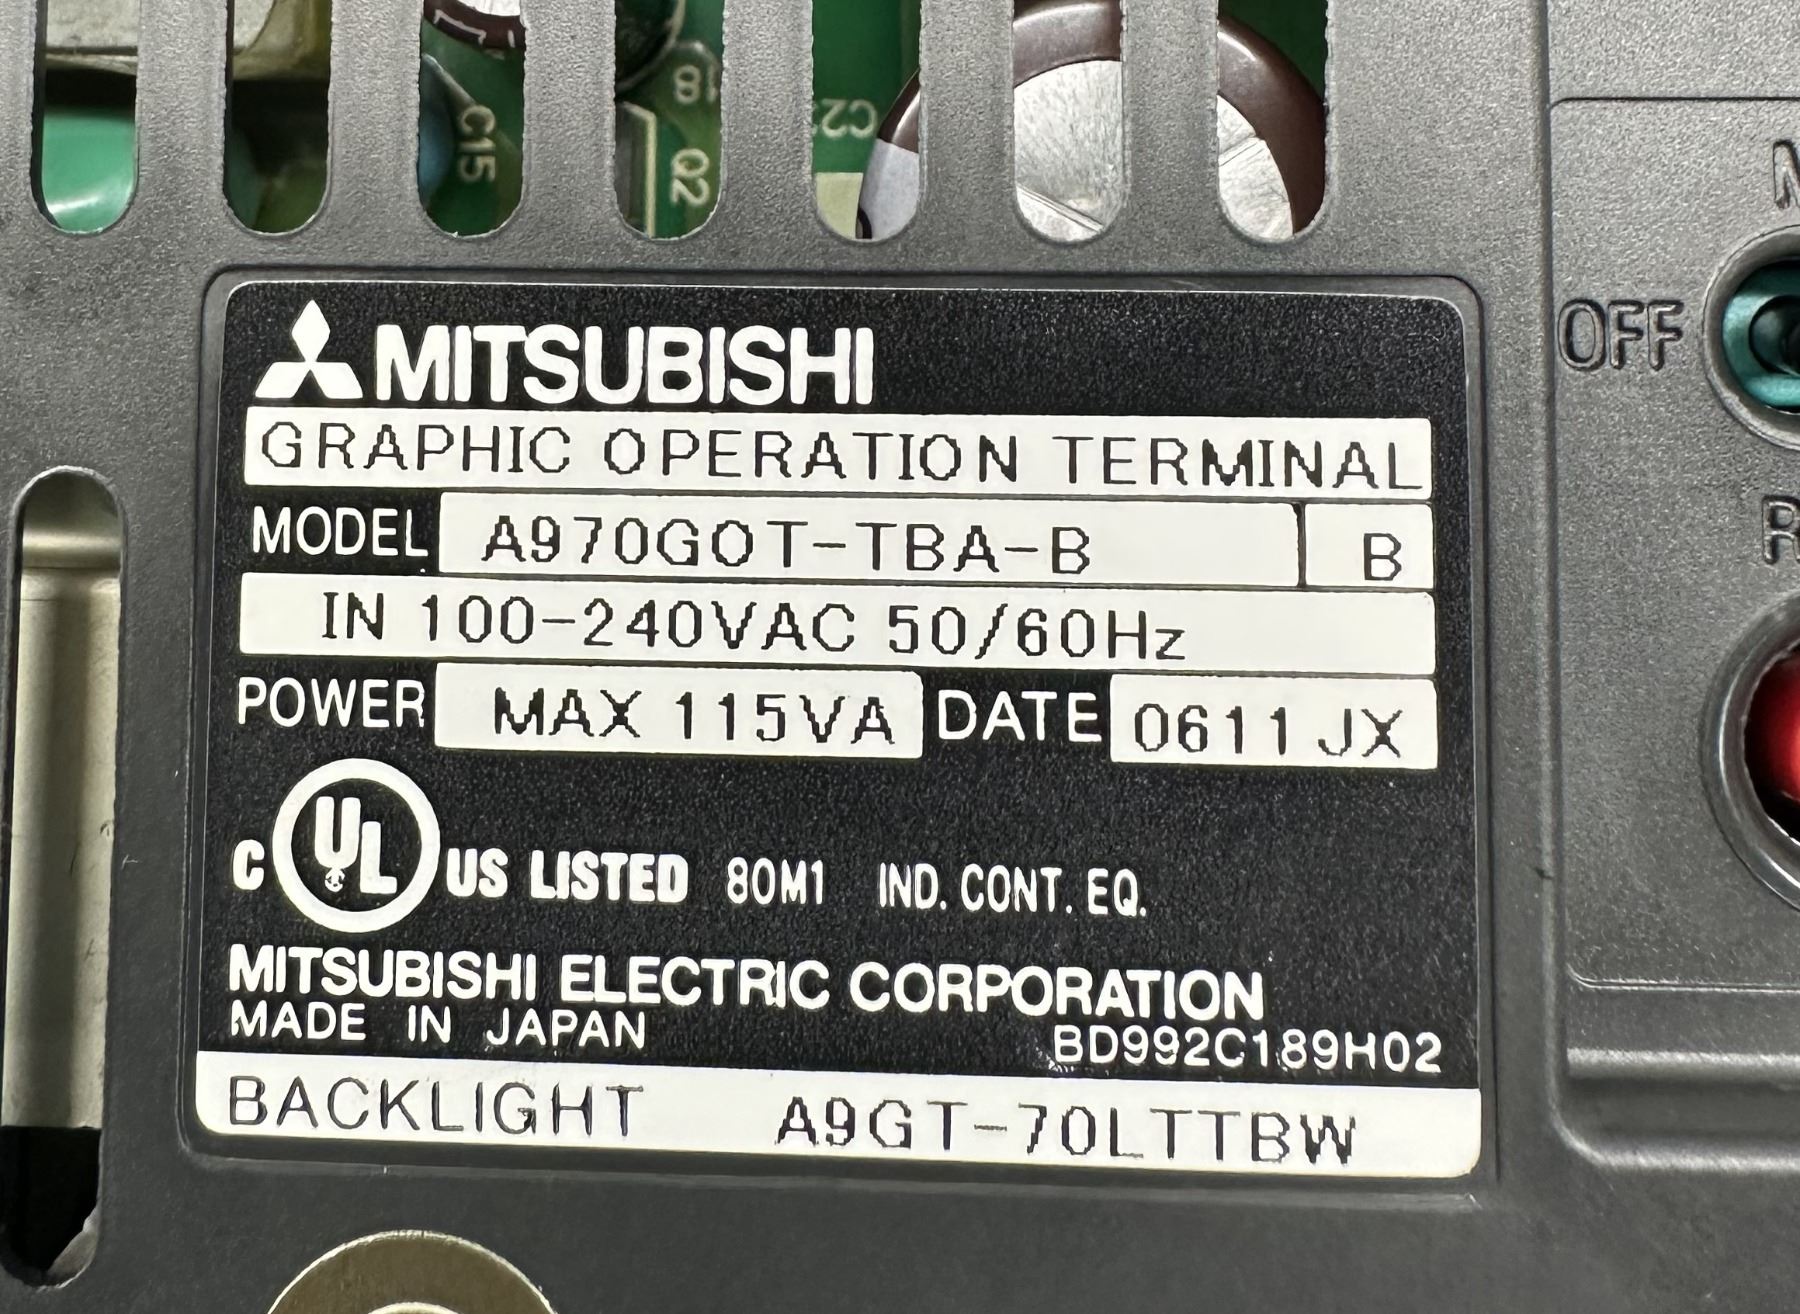 C15
Q2
MITSUBISHI
GRAPHIC OPERATION TERMINAL
MODEL A970GOT-TBA-B B
IN 100-240VAC 50/60Hz
POWER MAX 115VA DATE 0611 JX
C UL US LISTED 80M1 IND. CONT. EQ.
MITSUBISHI ELECTRIC CORPORATION
MADE IN JAPAN BD992C189H02
BACKLIGHT A9GT-70LTTBW
OFF